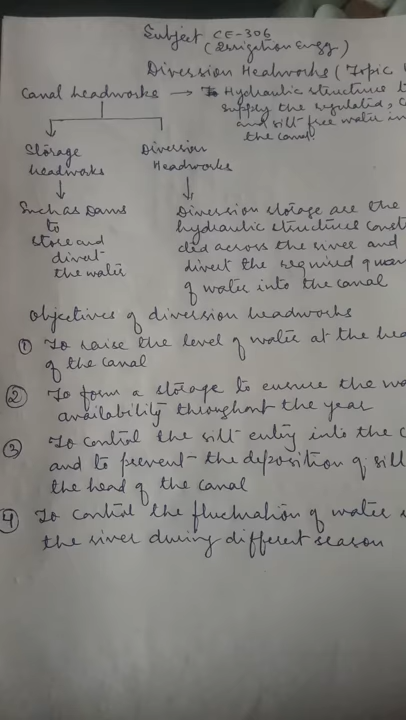 Subject CE-306
(Irrigation Engg)
Diversion Headworks (Topic
Canal headworks → Hydraulic structure
supply the regulated,
and silt free water in
the canal.
Storage
headworks
Diversion
Headworks
Such as Dams
to
store and
divert
the water
Diversion storage are the
hydraulic structure const
cted across the river and
divert the required quan
of water into the canal
Objectives of diversion headworks
① To raise the level of water at the hea
of the canal
② To form a storage to ensure the wa
availability throughout the year
③ To control the silt entry into the c
and to prevent the deposition of silt
the head of the canal
④ To control the fluctuation of water
the river during different season